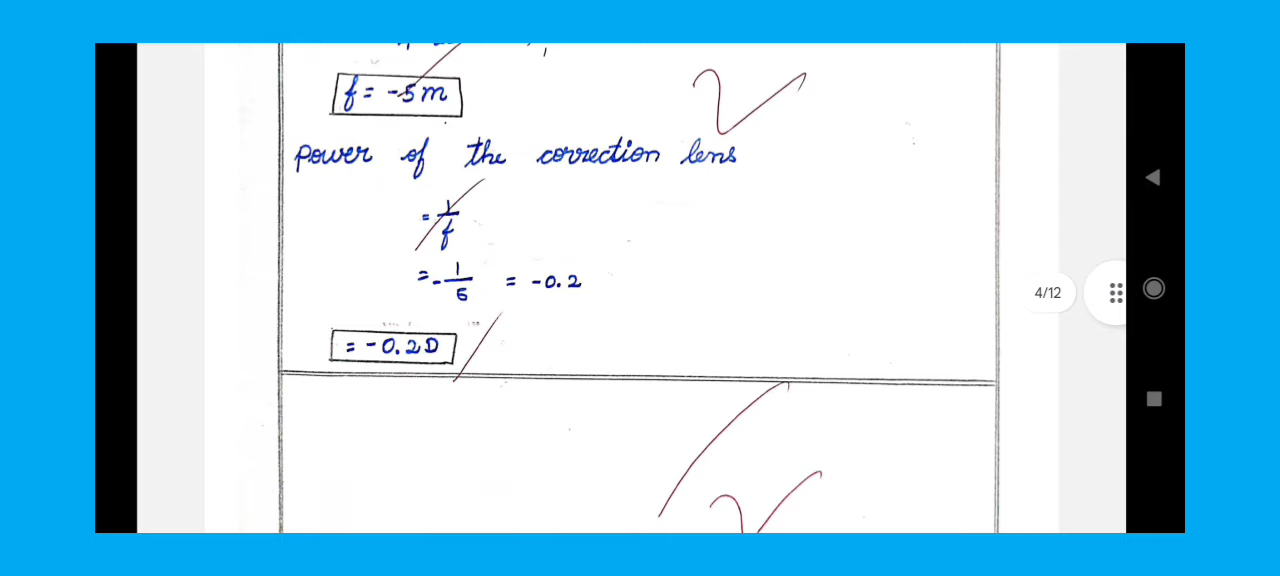 f = -5m
power of the correction lens
= 1/f
= -1/5 = -0.2
= -0.2D
4/12